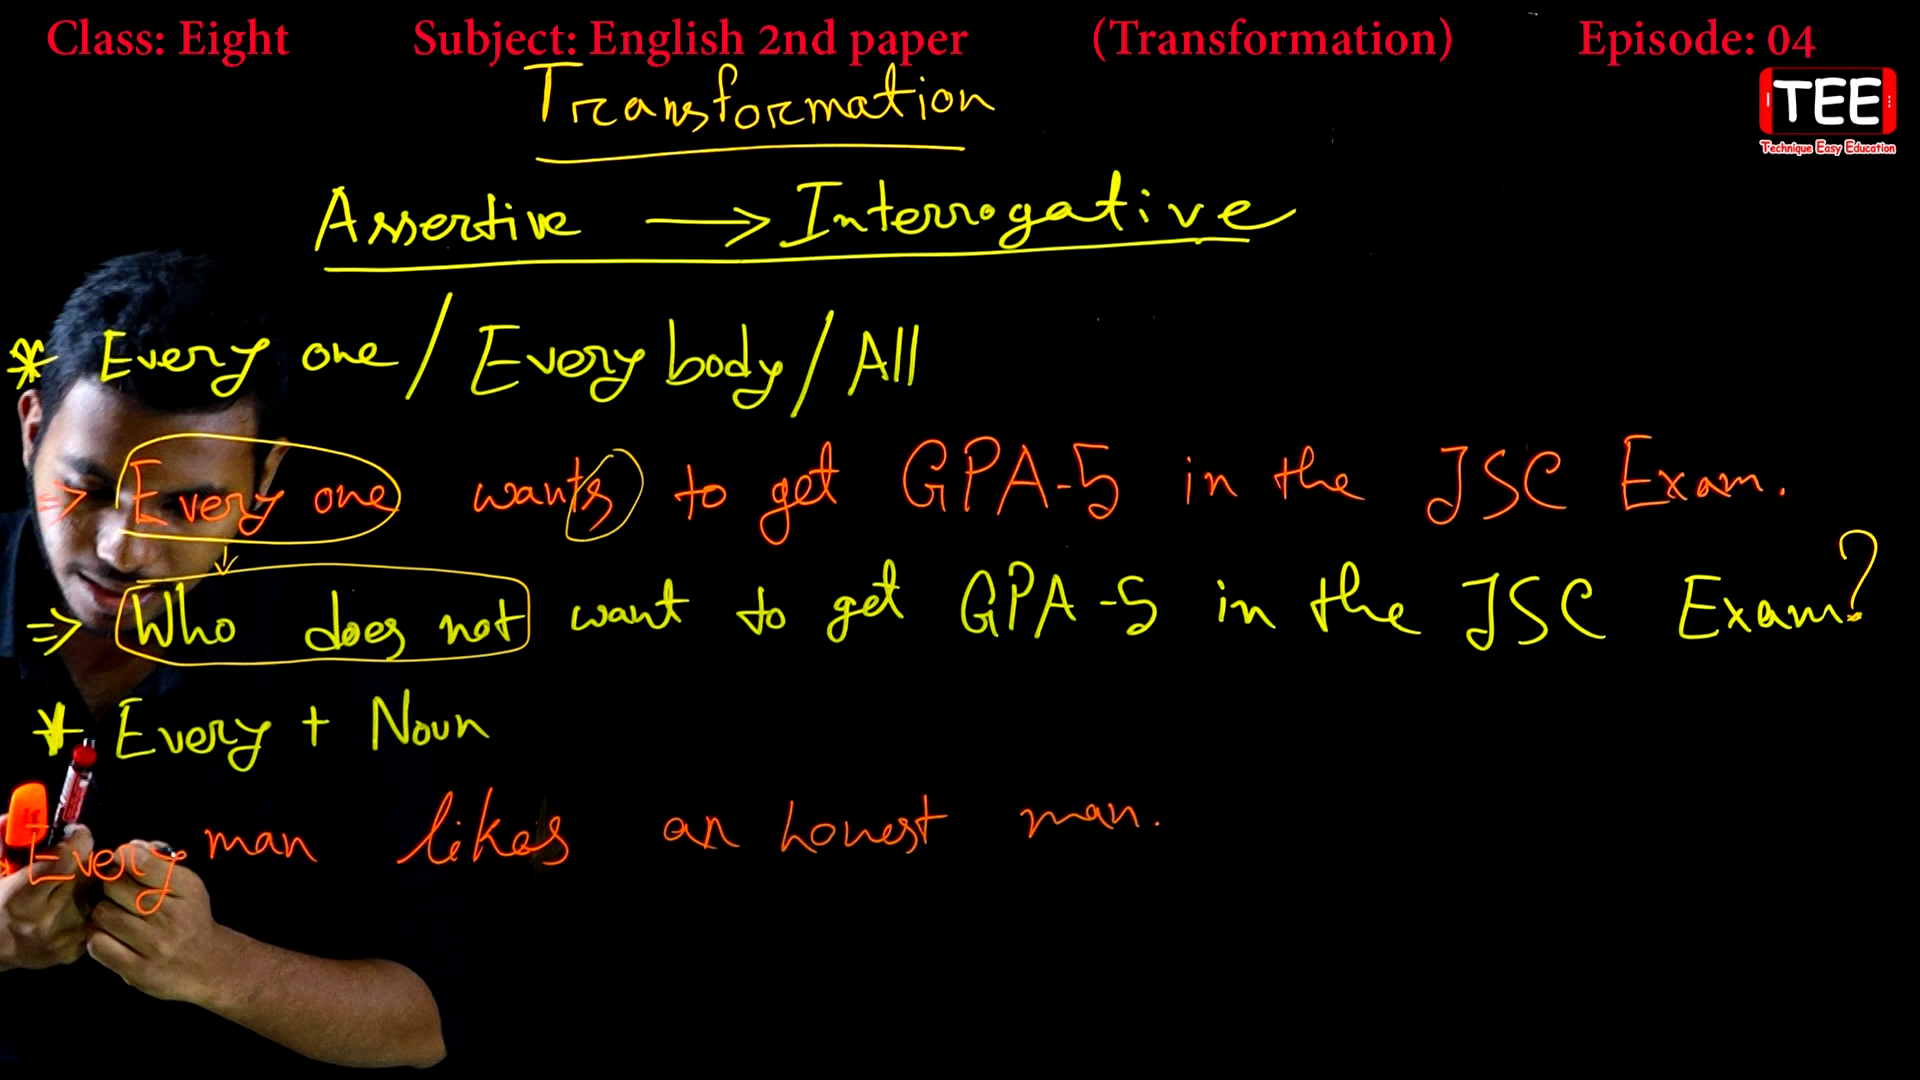 Class: Eight Subject: English 2nd paper (Transformation) Episode: 04
TEE
Technique Easy Education
Transformation
Assertive → Interrogative
* Every one / Every body / All
⇒ Every one wants to get GPA-5 in the JSC Exam.
⇒ Who does not want to get GPA-5 in the JSC Exam?
* Every + Noun
Every man likes an honest man.